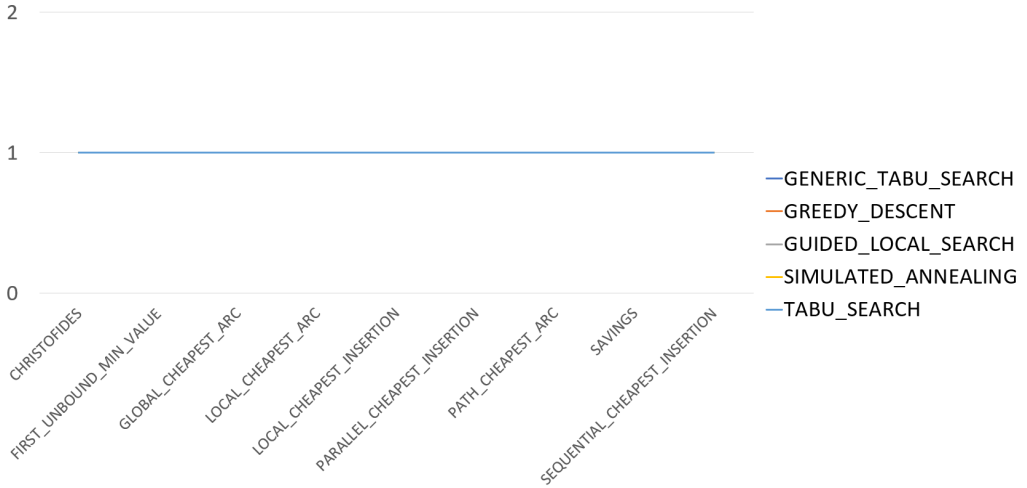 2
1
0
CHRISTOFIDES
FIRST_UNBOUND_MIN_VALUE
GLOBAL_CHEAPEST_ARC
LOCAL_CHEAPEST_ARC
LOCAL_CHEAPEST_INSERTION
PARALLEL_CHEAPEST_INSERTION
PATH_CHEAPEST_ARC
SAVINGS
SEQUENTIAL_CHEAPEST_INSERTION
GENERIC_TABU_SEARCH
GREEDY_DESCENT
GUIDED_LOCAL_SEARCH
SIMULATED_ANNEALING
TABU_SEARCH